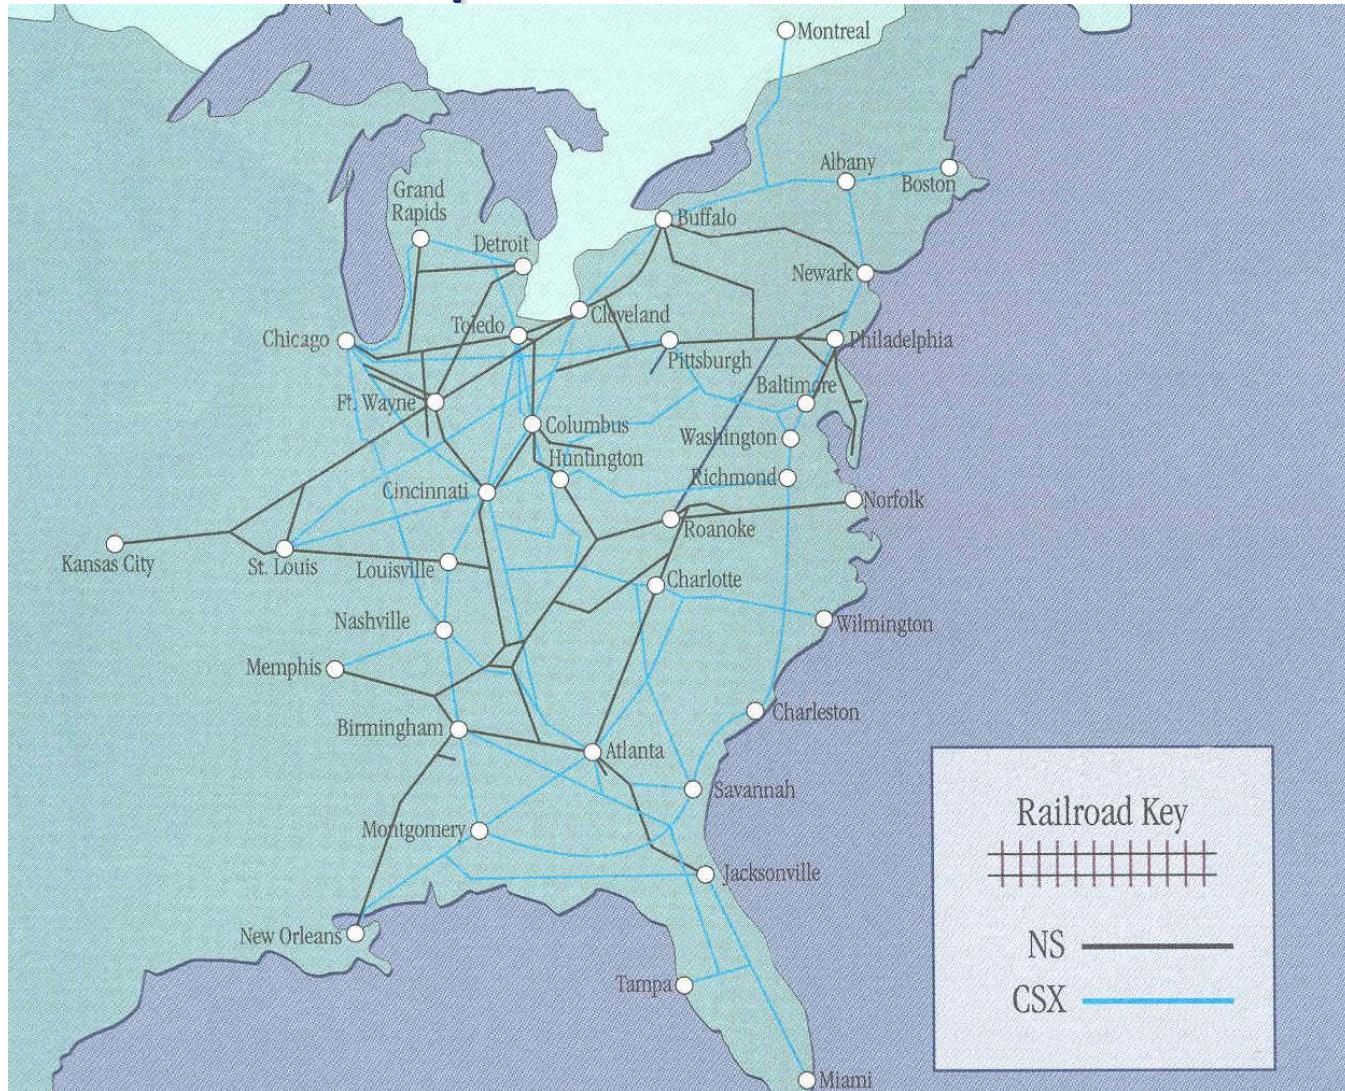 Montreal
Albany
Boston
Grand
Rapids
Buffalo
Detroit
Newark
Cleveland
Toledo
Chicago
Philadelphia
Pittsburgh
Baltimore
Ft. Wayne
Columbus
Washington
Huntington
Richmond
Cincinnati
Norfolk
Roanoke
Kansas City
St. Louis
Louisville
Charlotte
Nashville
Wilmington
Memphis
Charleston
Birmingham
Atlanta
Savannah
Railroad Key
Montgomery
Jacksonville
New Orleans
NS
Tampa
CSX
Miami